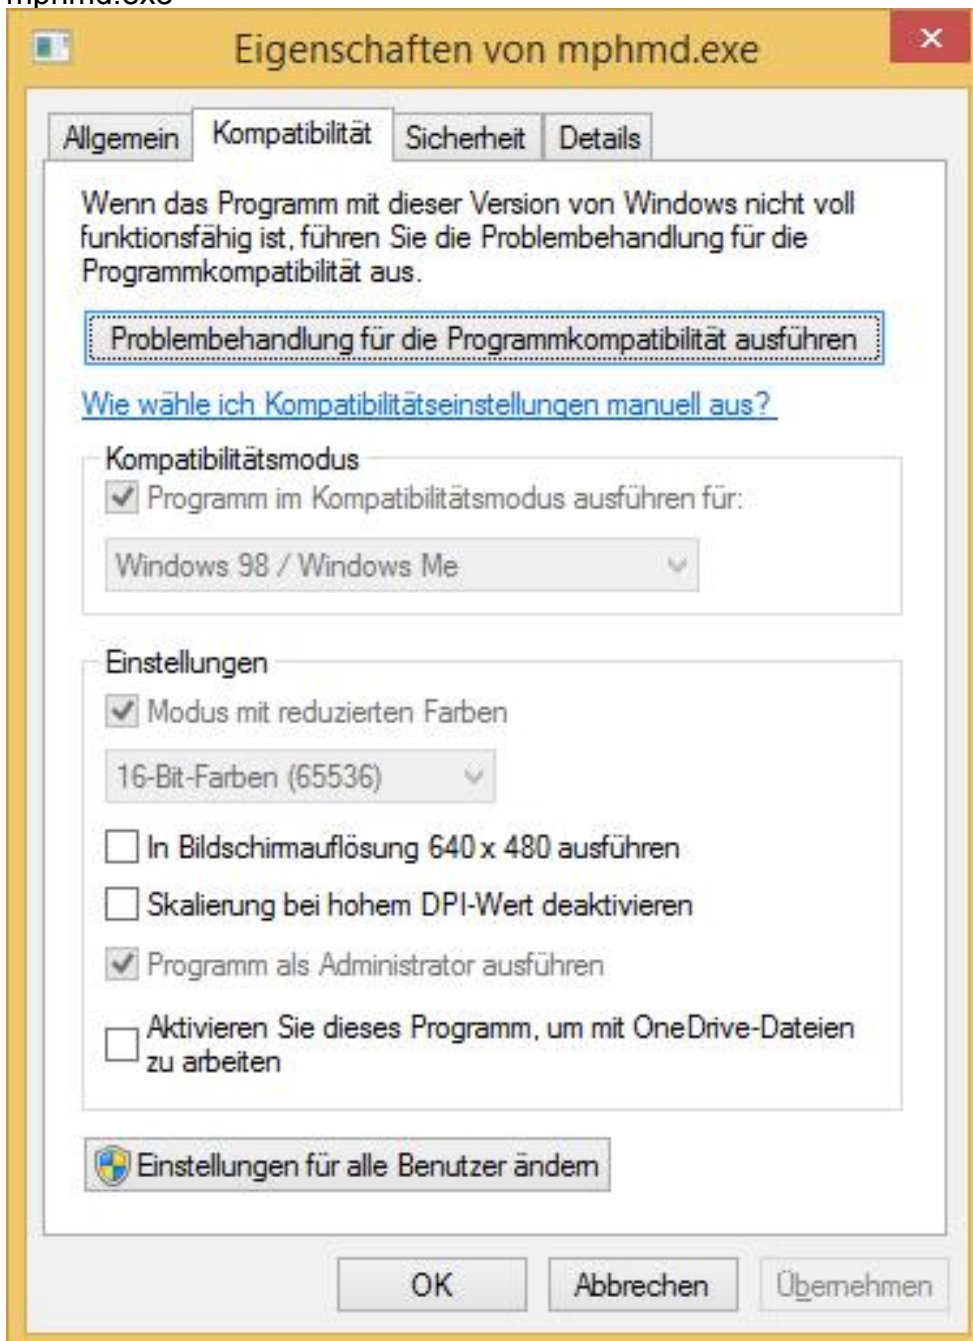 mphmd.exe
Eigenschaften von mphmd.exe
Allgemein Kompatibilität Sicherheit Details
Wenn das Programm mit dieser Version von Windows nicht voll
funktionsfähig ist, führen Sie die Problembehandlung für die
Programmkompatibilität aus.
Problembehandlung für die Programmkompatibilität ausführen
Wie wähle ich Kompatibilitätseinstellungen manuell aus?
Kompatibilitätsmodus
Programm im Kompatibilitätsmodus ausführen für:
Windows 98 / Windows Me
Einstellungen
Modus mit reduzierten Farben
16-Bit-Farben (65536)
In Bildschirmauflösung 640 x 480 ausführen
Skalierung bei hohem DPI-Wert deaktivieren
Programm als Administrator ausführen
Aktivieren Sie dieses Programm, um mit OneDrive-Dateien
zu arbeiten
Einstellungen für alle Benutzer ändern
OK Abbrechen Übernehmen